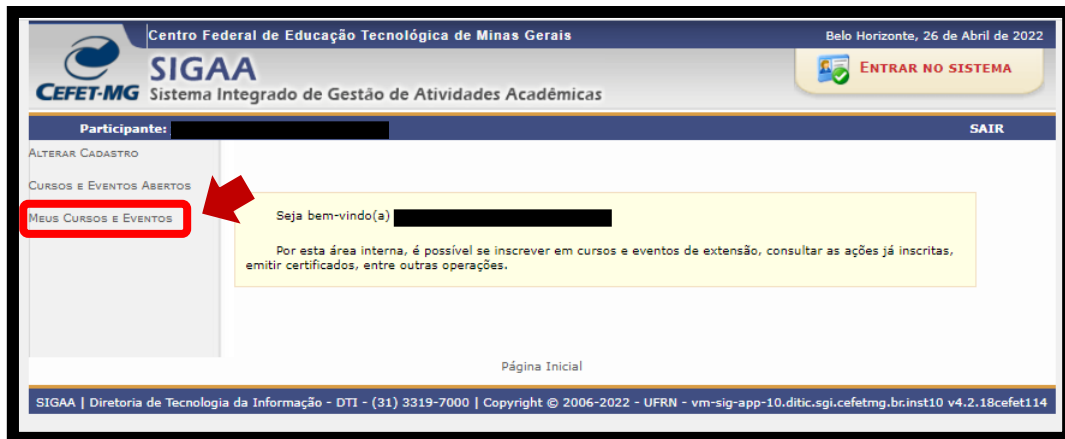 Centro Federal de Educação Tecnológica de Minas Gerais
Belo Horizonte, 26 de Abril de 2022
CEFET-MG
SIGAA
Sistema Integrado de Gestão de Atividades Acadêmicas
ENTRAR NO SISTEMA
Participante:
SAIR
ALTERAR CADASTRO
CURSOS E EVENTOS ABERTOS
MEUS CURSOS E EVENTOS
Seja bem-vindo(a)
Por esta área interna, é possível se inscrever em cursos e eventos de extensão, consultar as ações já inscritas,
emitir certificados, entre outras operações.
Página Inicial
SIGAA | Diretoria de Tecnologia da Informação - DTI - (31) 3319-7000 | Copyright © 2006-2022 - UFRN - vm-sig-app-10.ditic.sgi.cefetmg.br.inst10 v4.2.18cefet114